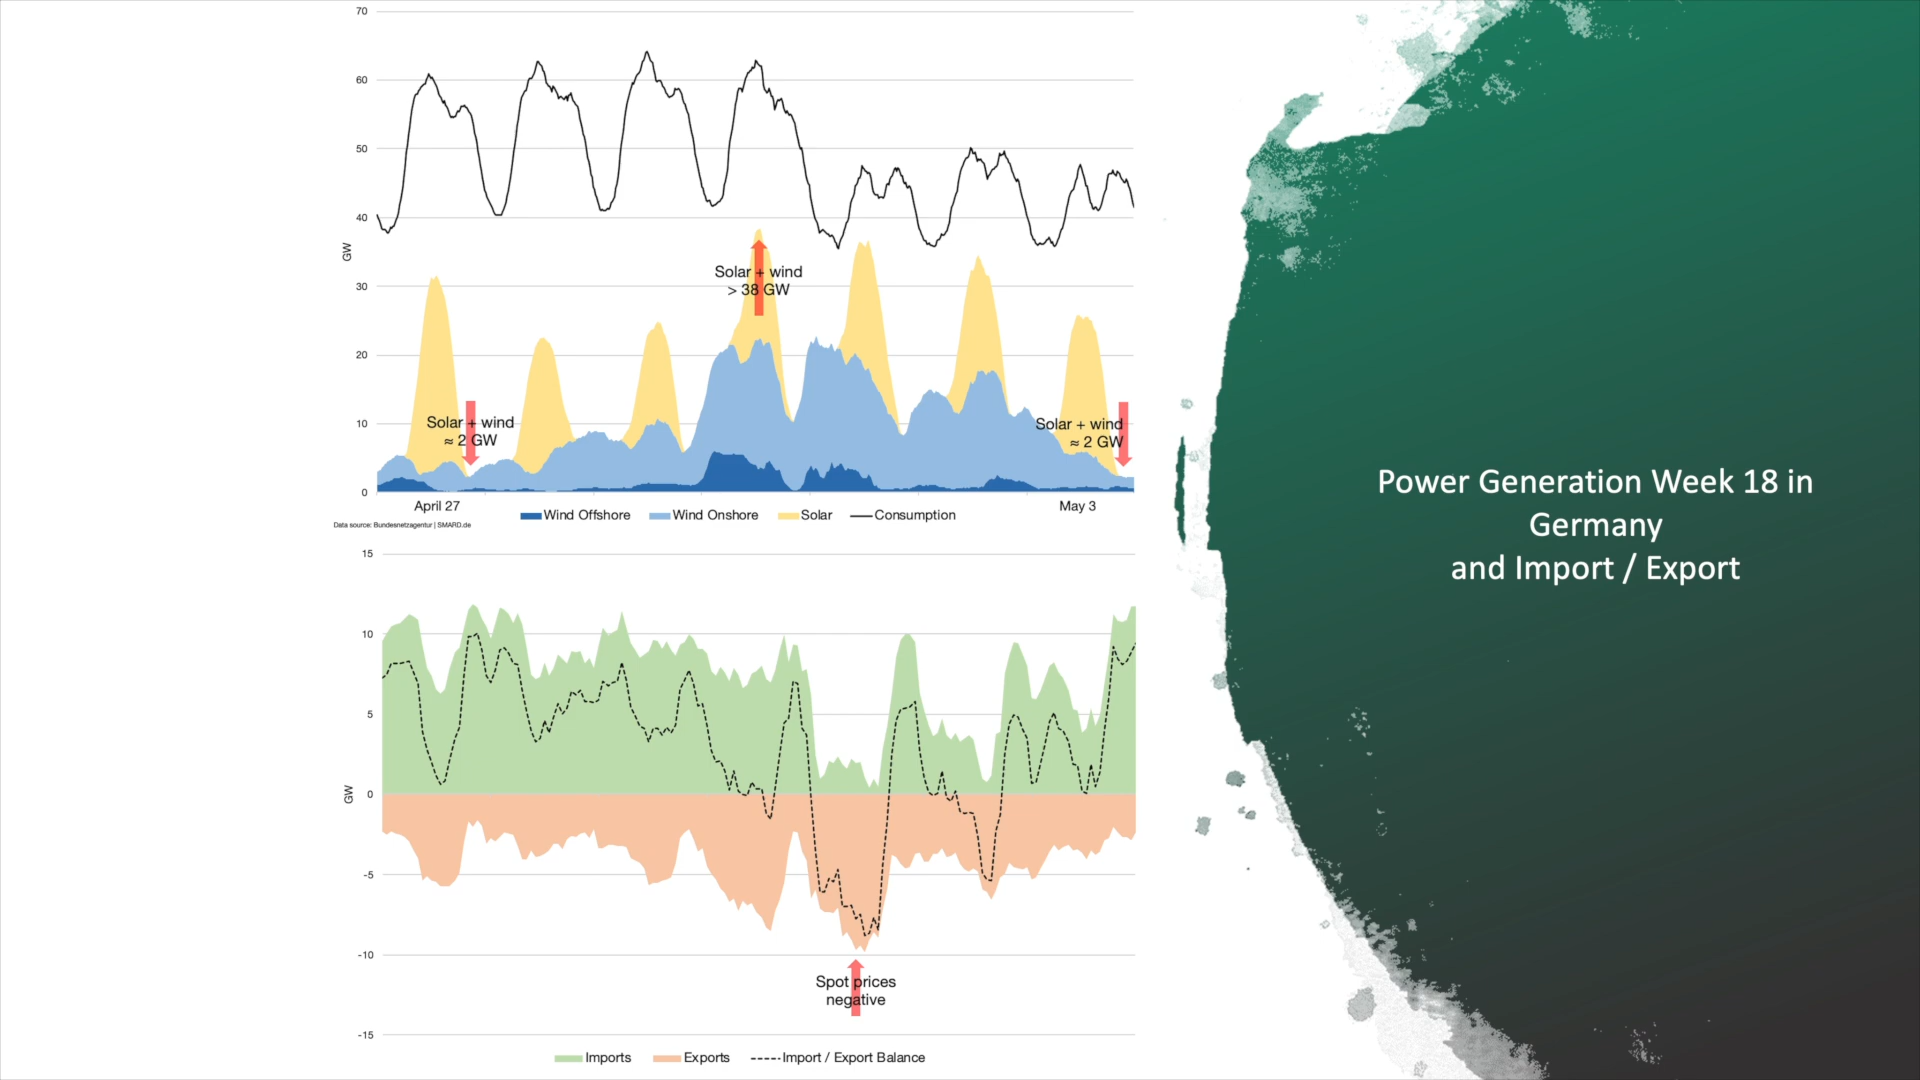 70
60
50
40
GW
30
20
10
0
Solar + wind
> 38 GW
Solar + wind
≈ 2 GW
Solar + wind
≈ 2 GW
April 27
May 3
Data source: Bundesnetzagentur | SMARD.de
Wind Offshore
Wind Onshore
Solar
Consumption
15
10
5
GW
0
-5
-10
-15
Spot prices
negative
Imports
Exports
Import / Export Balance
Power Generation Week 18 in
Germany
and Import / Export